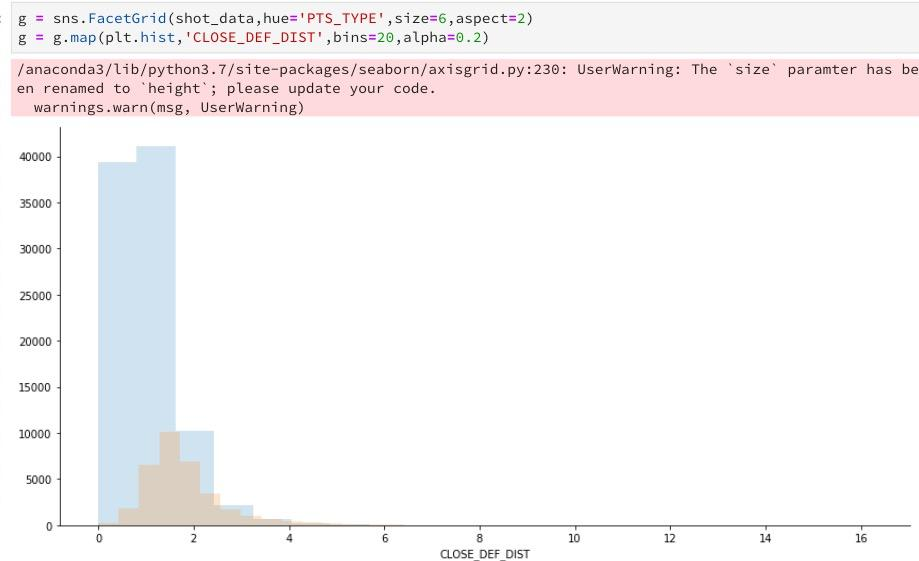 g = sns.FacetGrid(shot_data,hue='PTS_TYPE',size=6,aspect=2)
g = g.map(plt.hist,'CLOSE_DEF_DIST',bins=20,alpha=0.2)
/anaconda3/lib/python3.7/site-packages/seaborn/axisgrid.py:230: UserWarning: The `size` paramter has be
en renamed to `height`; please update your code.
warnings.warn(msg, UserWarning)
40000
35000
30000
25000
20000
15000
10000
5000
0
0 2 4 6 8 10 12 14 16
CLOSE_DEF_DIST